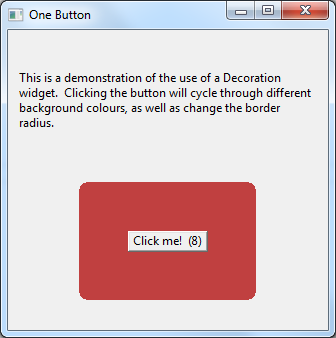 One Button
This is a demonstration of the use of a Decoration
widget.  Clicking the button will cycle through different
background colours, as well as change the border
radius.
Click me!  (8)